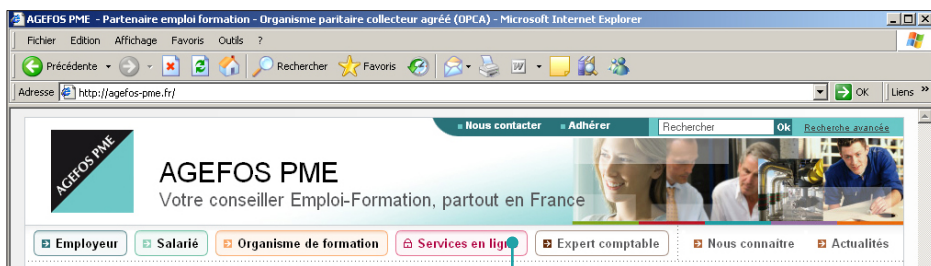 AGEFOS PME - Partenaire emploi formation - Organisme paritaire collecteur agréé (OPCA) - Microsoft Internet Explorer
Fichier Edition Affichage Favoris Outils ?
Précédente Rechercher Favoris
Adresse http://agefos-pme.fr/ OK Liens »
Nous contacter Adhérer Rechercher Ok Recherche avancée
AGEFOS PME
AGEFOS PME
Votre conseiller Emploi-Formation, partout en France
Employeur Salarié Organisme de formation Services en ligne Expert comptable Nous connaitre Actualités